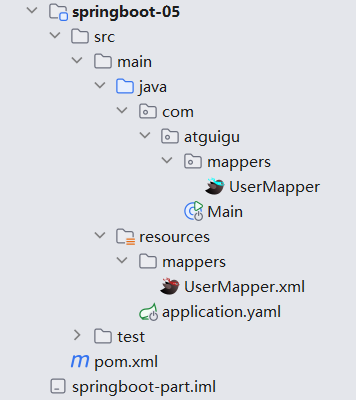 springboot-05
src
main
java
com
atguigu
mappers
UserMapper
Main
resources
mappers
UserMapper.xml
application.yaml
test
pom.xml
springboot-part.iml